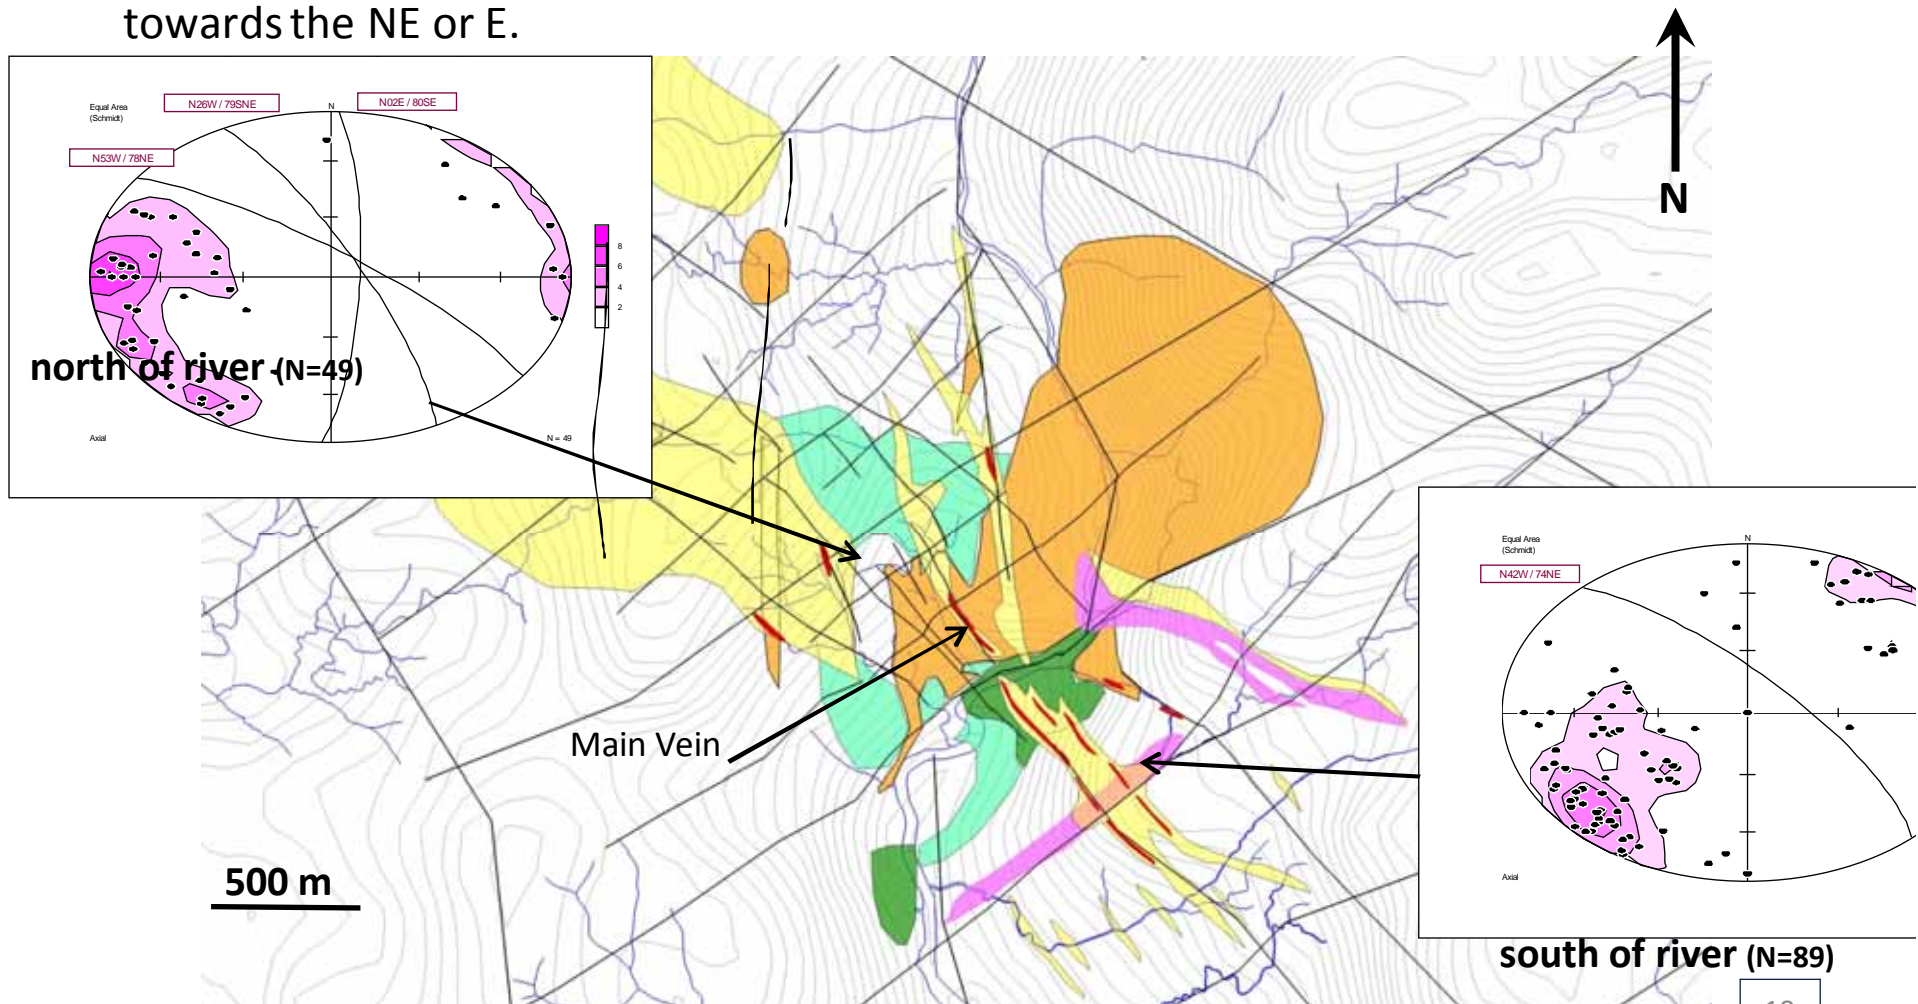 towards the NE or E.
N26W / 79SNE
N02E / 80SE
Equal Area
(Schmidt)
N
N53W / 78NE
8
6
4
2
north of river (N=49)
Axial
N = 49
N
Main Vein
500 m
Equal Area
(Schmidt)
N
N42W / 74NE
Axial
south of river (N=89)